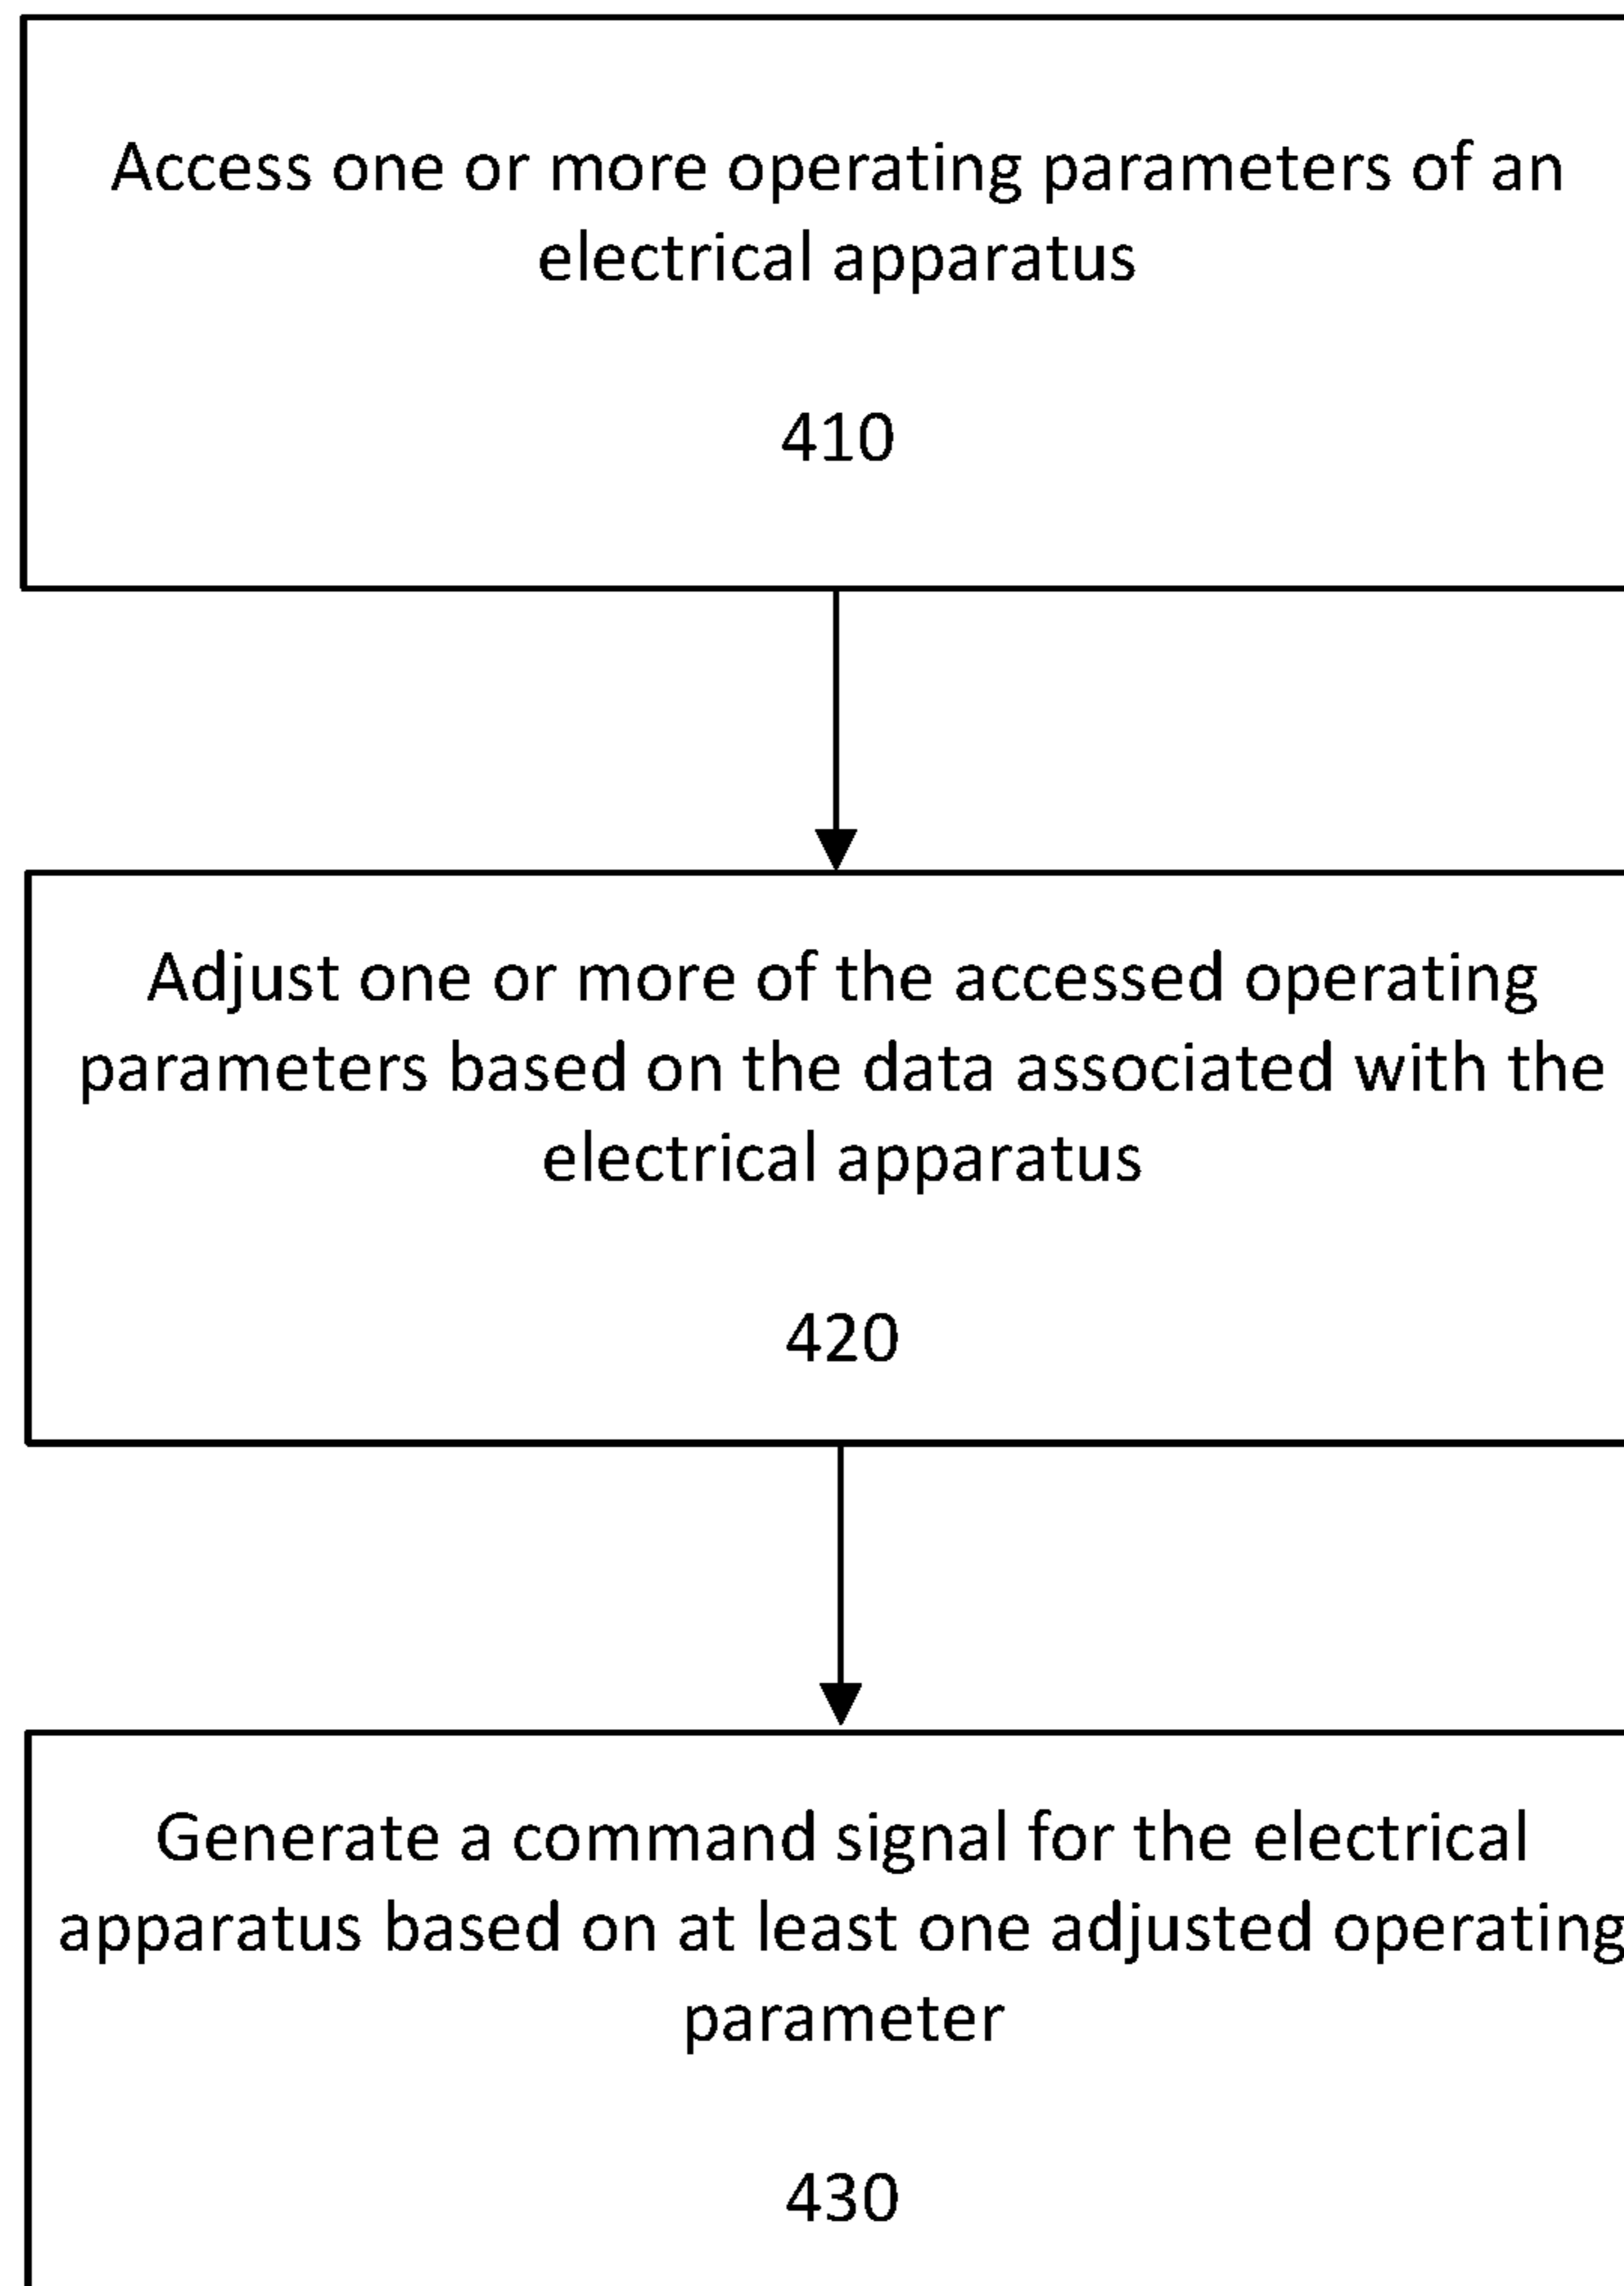 Access one or more operating parameters of an
electrical apparatus
410
Adjust one or more of the accessed operating
parameters based on the data associated with the
electrical apparatus
420
Generate a command signal for the electrical
apparatus based on at least one adjusted operating
parameter
430